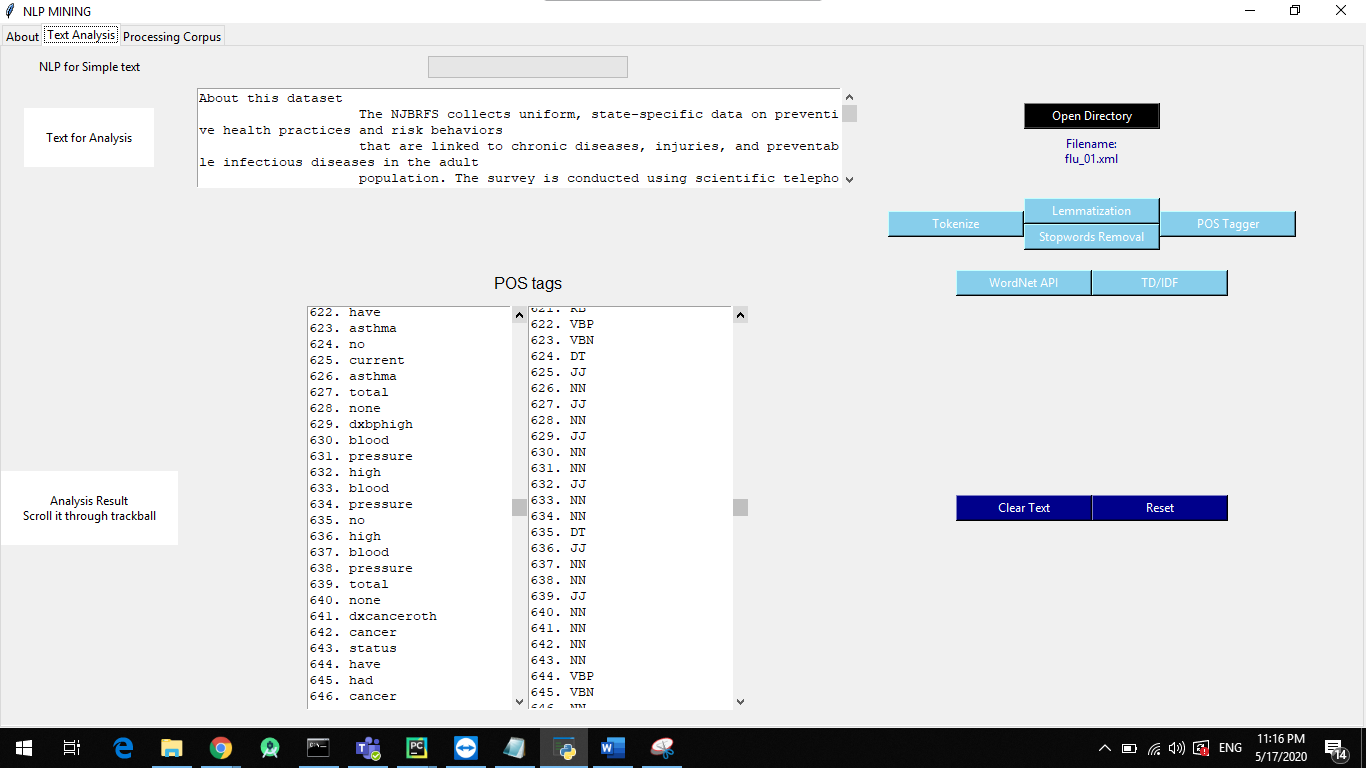 NLP MINING
About Text Analysis Processing Corpus
NLP for Simple text
Text for Analysis
About this dataset
The NJBRFS collects uniform, state-specific data on preventi
ve health practices and risk behaviors
that are linked to chronic diseases, injuries, and preventab
le infectious diseases in the adult
population. The survey is conducted using scientific telepho
Open Directory
Filename:
flu_01.xml
Tokenize
Lemmatization
Stopwords Removal
POS Tagger
WordNet API
TD/IDF
POS tags
622. have
623. asthma
624. no
625. current
626. asthma
627. total
628. none
629. dxbphigh
630. blood
631. pressure
632. high
633. blood
634. pressure
635. no
636. high
637. blood
638. pressure
639. total
640. none
641. dxcanceroth
642. cancer
643. status
644. have
645. had
646. cancer
621. RB
622. VBP
623. VBN
624. DT
625. JJ
626. NN
627. JJ
628. NN
629. JJ
630. NN
631. NN
632. JJ
633. NN
634. NN
635. DT
636. JJ
637. NN
638. NN
639. JJ
640. NN
641. NN
642. NN
643. NN
644. VBP
645. VBN
646. NN
Analysis Result
Scroll it through trackball
Clear Text
Reset
ENG
11:16 PM
5/17/2020
14